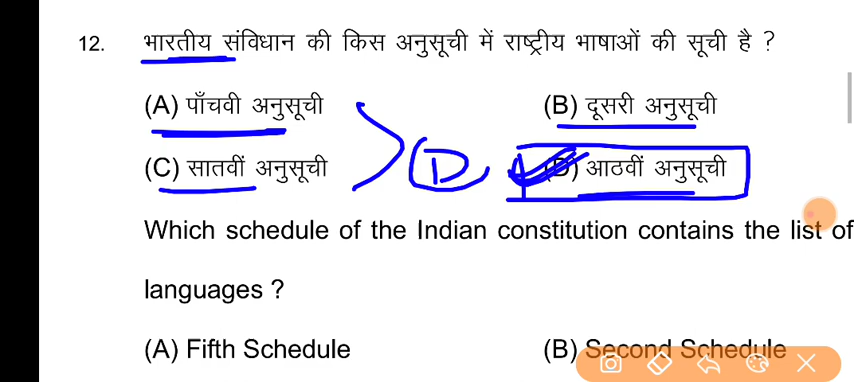 12. भारतीय संविधान की किस अनुसूची में राष्ट्रीय भाषाओं की सूची है ?
(A) पाँचवी अनुसूची (B) दूसरी अनुसूची
(C) सातवीं अनुसूची (D, (D) आठवीं अनुसूची
Which schedule of the Indian constitution contains the list of
languages ?
(A) Fifth Schedule (B) Second Schedule